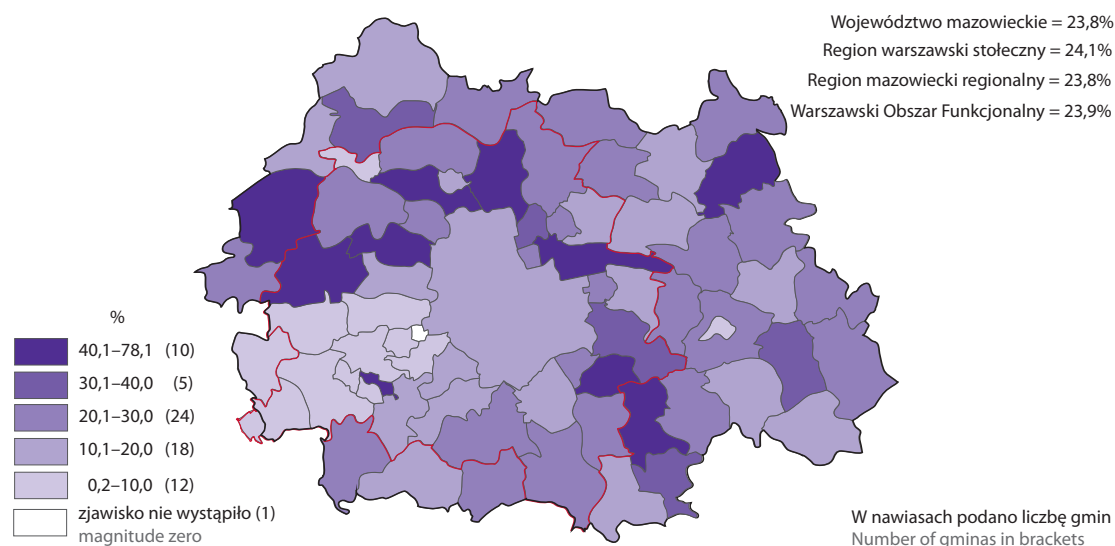 Województwo mazowieckie = 23,8%
Region warszawski stołeczny = 24,1%
Region mazowiecki regionalny = 23,8%
Warszawski Obszar Funkcjonalny = 23,9%
%
40,1–78,1 (10)
30,1–40,0 (5)
20,1–30,0 (24)
10,1–20,0 (18)
0,2–10,0 (12)
zjawisko nie wystąpiło (1)
magnitude zero
W nawiasach podano liczbę gmin
Number of gminas in brackets